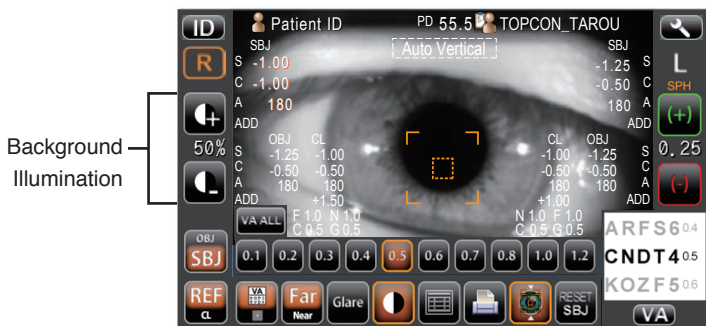 ID Patient ID PD 55.5 TOPCON_TAROU
Auto Vertical
R SBJ SBJ L
S -1.00 -1.25 S
C -1.00 -0.50 C SPH
A 180 180 A (+)
ADD ADD
Background Illumination
50% 0.25
OBJ CL CL OBJ
S -1.25 -1.00 -1.00 -1.25 S
C -0.50 -0.50 -0.50 -0.50 C
A 180 180 180 180 A (-)
ADD +1.50 +1.00 ADD
VA ALL F 1.0 N 1.0 N 1.0 F 1.0
C 0.5 G 0.5 C 0.5 G 0.5
ARFS6 0.4
OBJ
SBJ 0.1 0.2 0.3 0.4 0.5 0.6 0.7 0.8 1.0 1.2 CNDT4 0.5
KOZF5 0.6
REF VA Far Glare RESET
CL Near SBJ VA